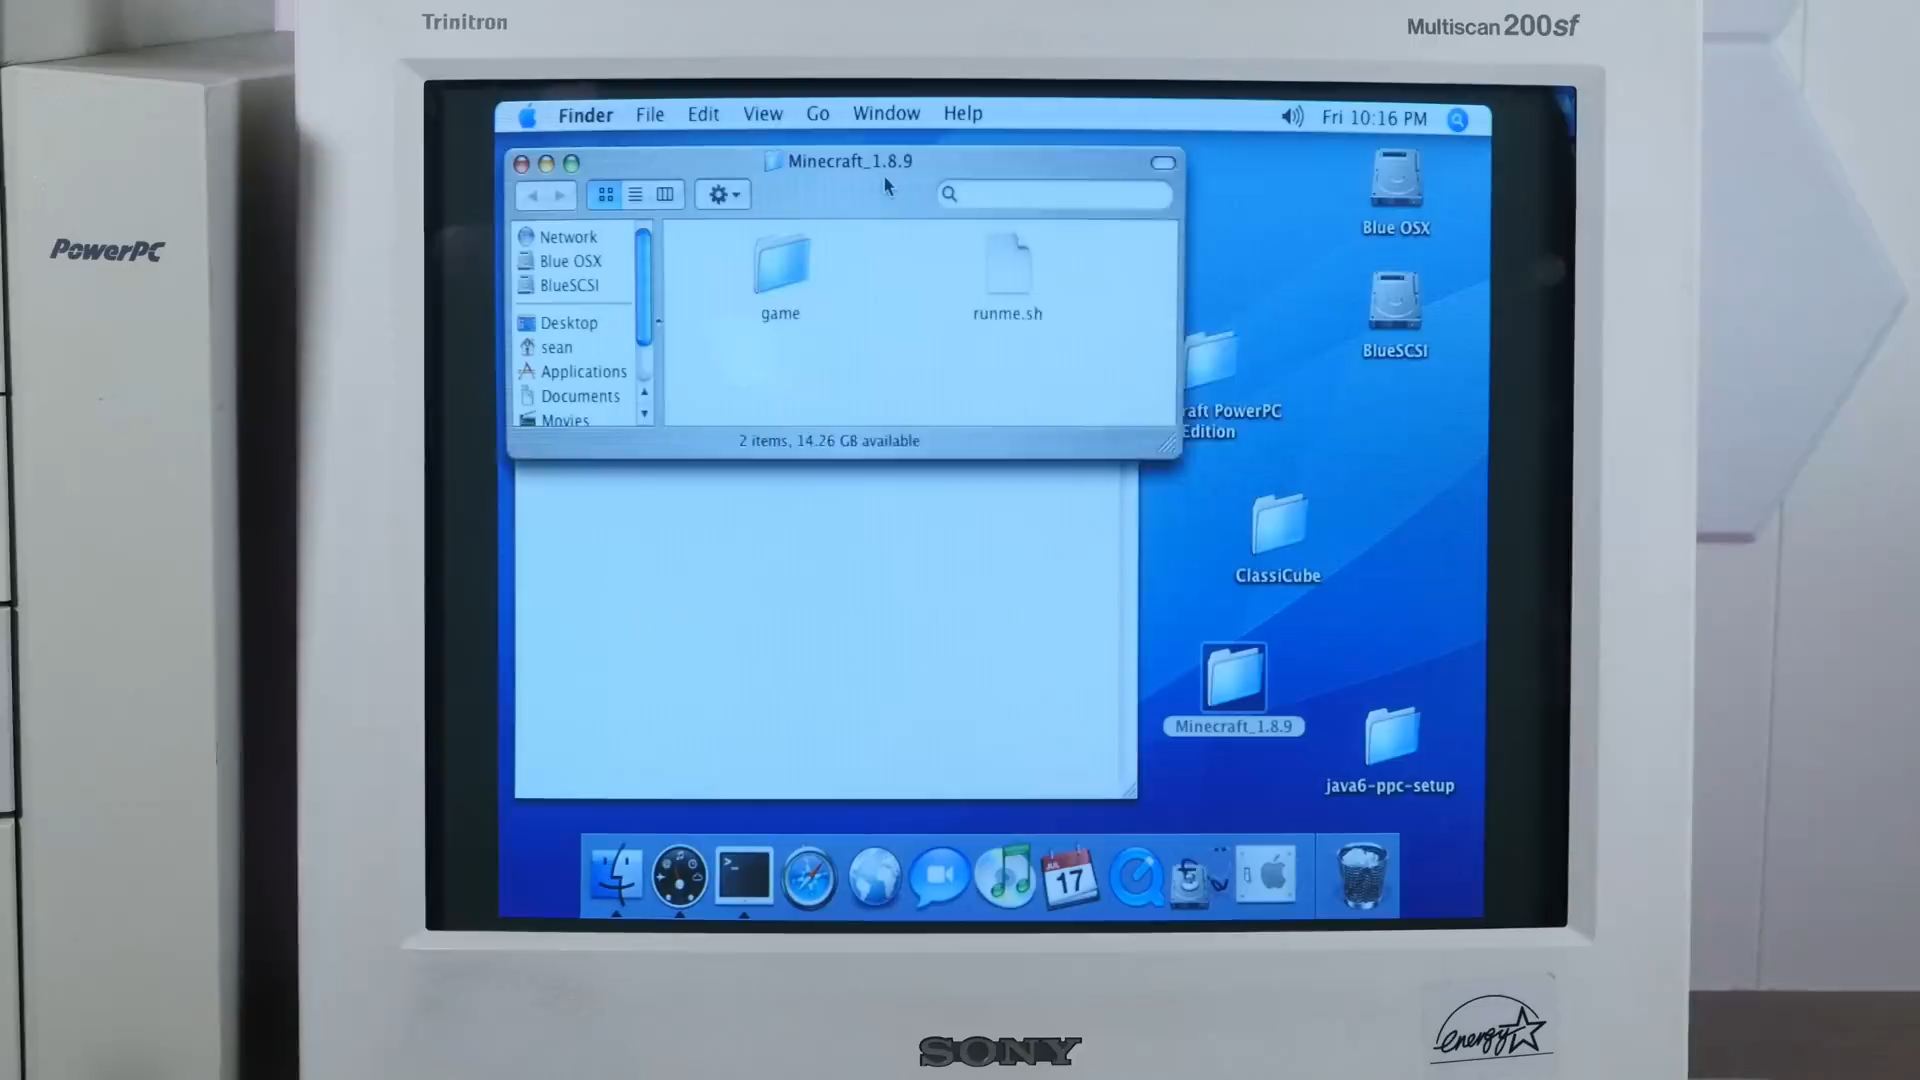 Trinitron
Multiscan 200sf
PowerPC
Finder File Edit View Go Window Help
Fri 10:16 PM
Minecraft_1.8.9
Network
Blue OSX
BlueSCSI
Desktop
sean
Applications
Documents
Movies
game
runme.sh
2 items, 14.26 GB available
Blue OSX
BlueSCSI
raft PowerPC
Edition
ClassiCube
Minecraft_1.8.9
java6-ppc-setup
JUL
17
SONY
energy